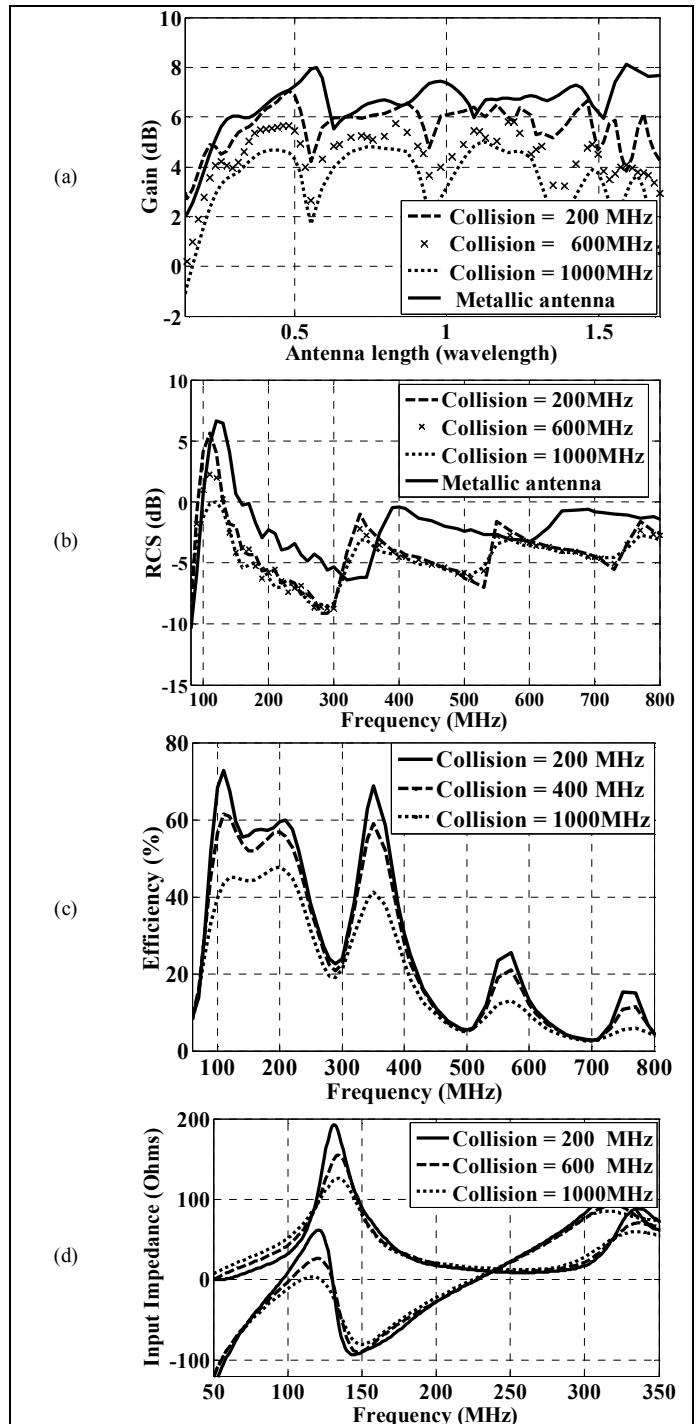 (a)
Gain (dB)
10
8
6
4
2
0
-2
0.5
1
1.5
Antenna length (wavelength)
Collision = 200 MHz
Collision = 600MHz
Collision = 1000MHz
Metallic antenna
(b)
RCS (dB)
10
5
0
-5
-10
-15
100
200
300
400
500
600
700
800
Frequency (MHz)
Collision = 200MHz
Collision = 600MHz
Collision = 1000MHz
Metallic antenna
(c)
Efficiency (%)
80
60
40
20
0
100
200
300
400
500
600
700
800
Frequency (MHz)
Collision = 200 MHz
Collision = 400 MHz
Collision = 1000MHz
(d)
Input Impedance (Ohms)
200
100
0
-100
50
100
150
200
250
300
350
Frequency (MHz)
Collision = 200 MHz
Collision = 600 MHz
Collision = 1000MHz